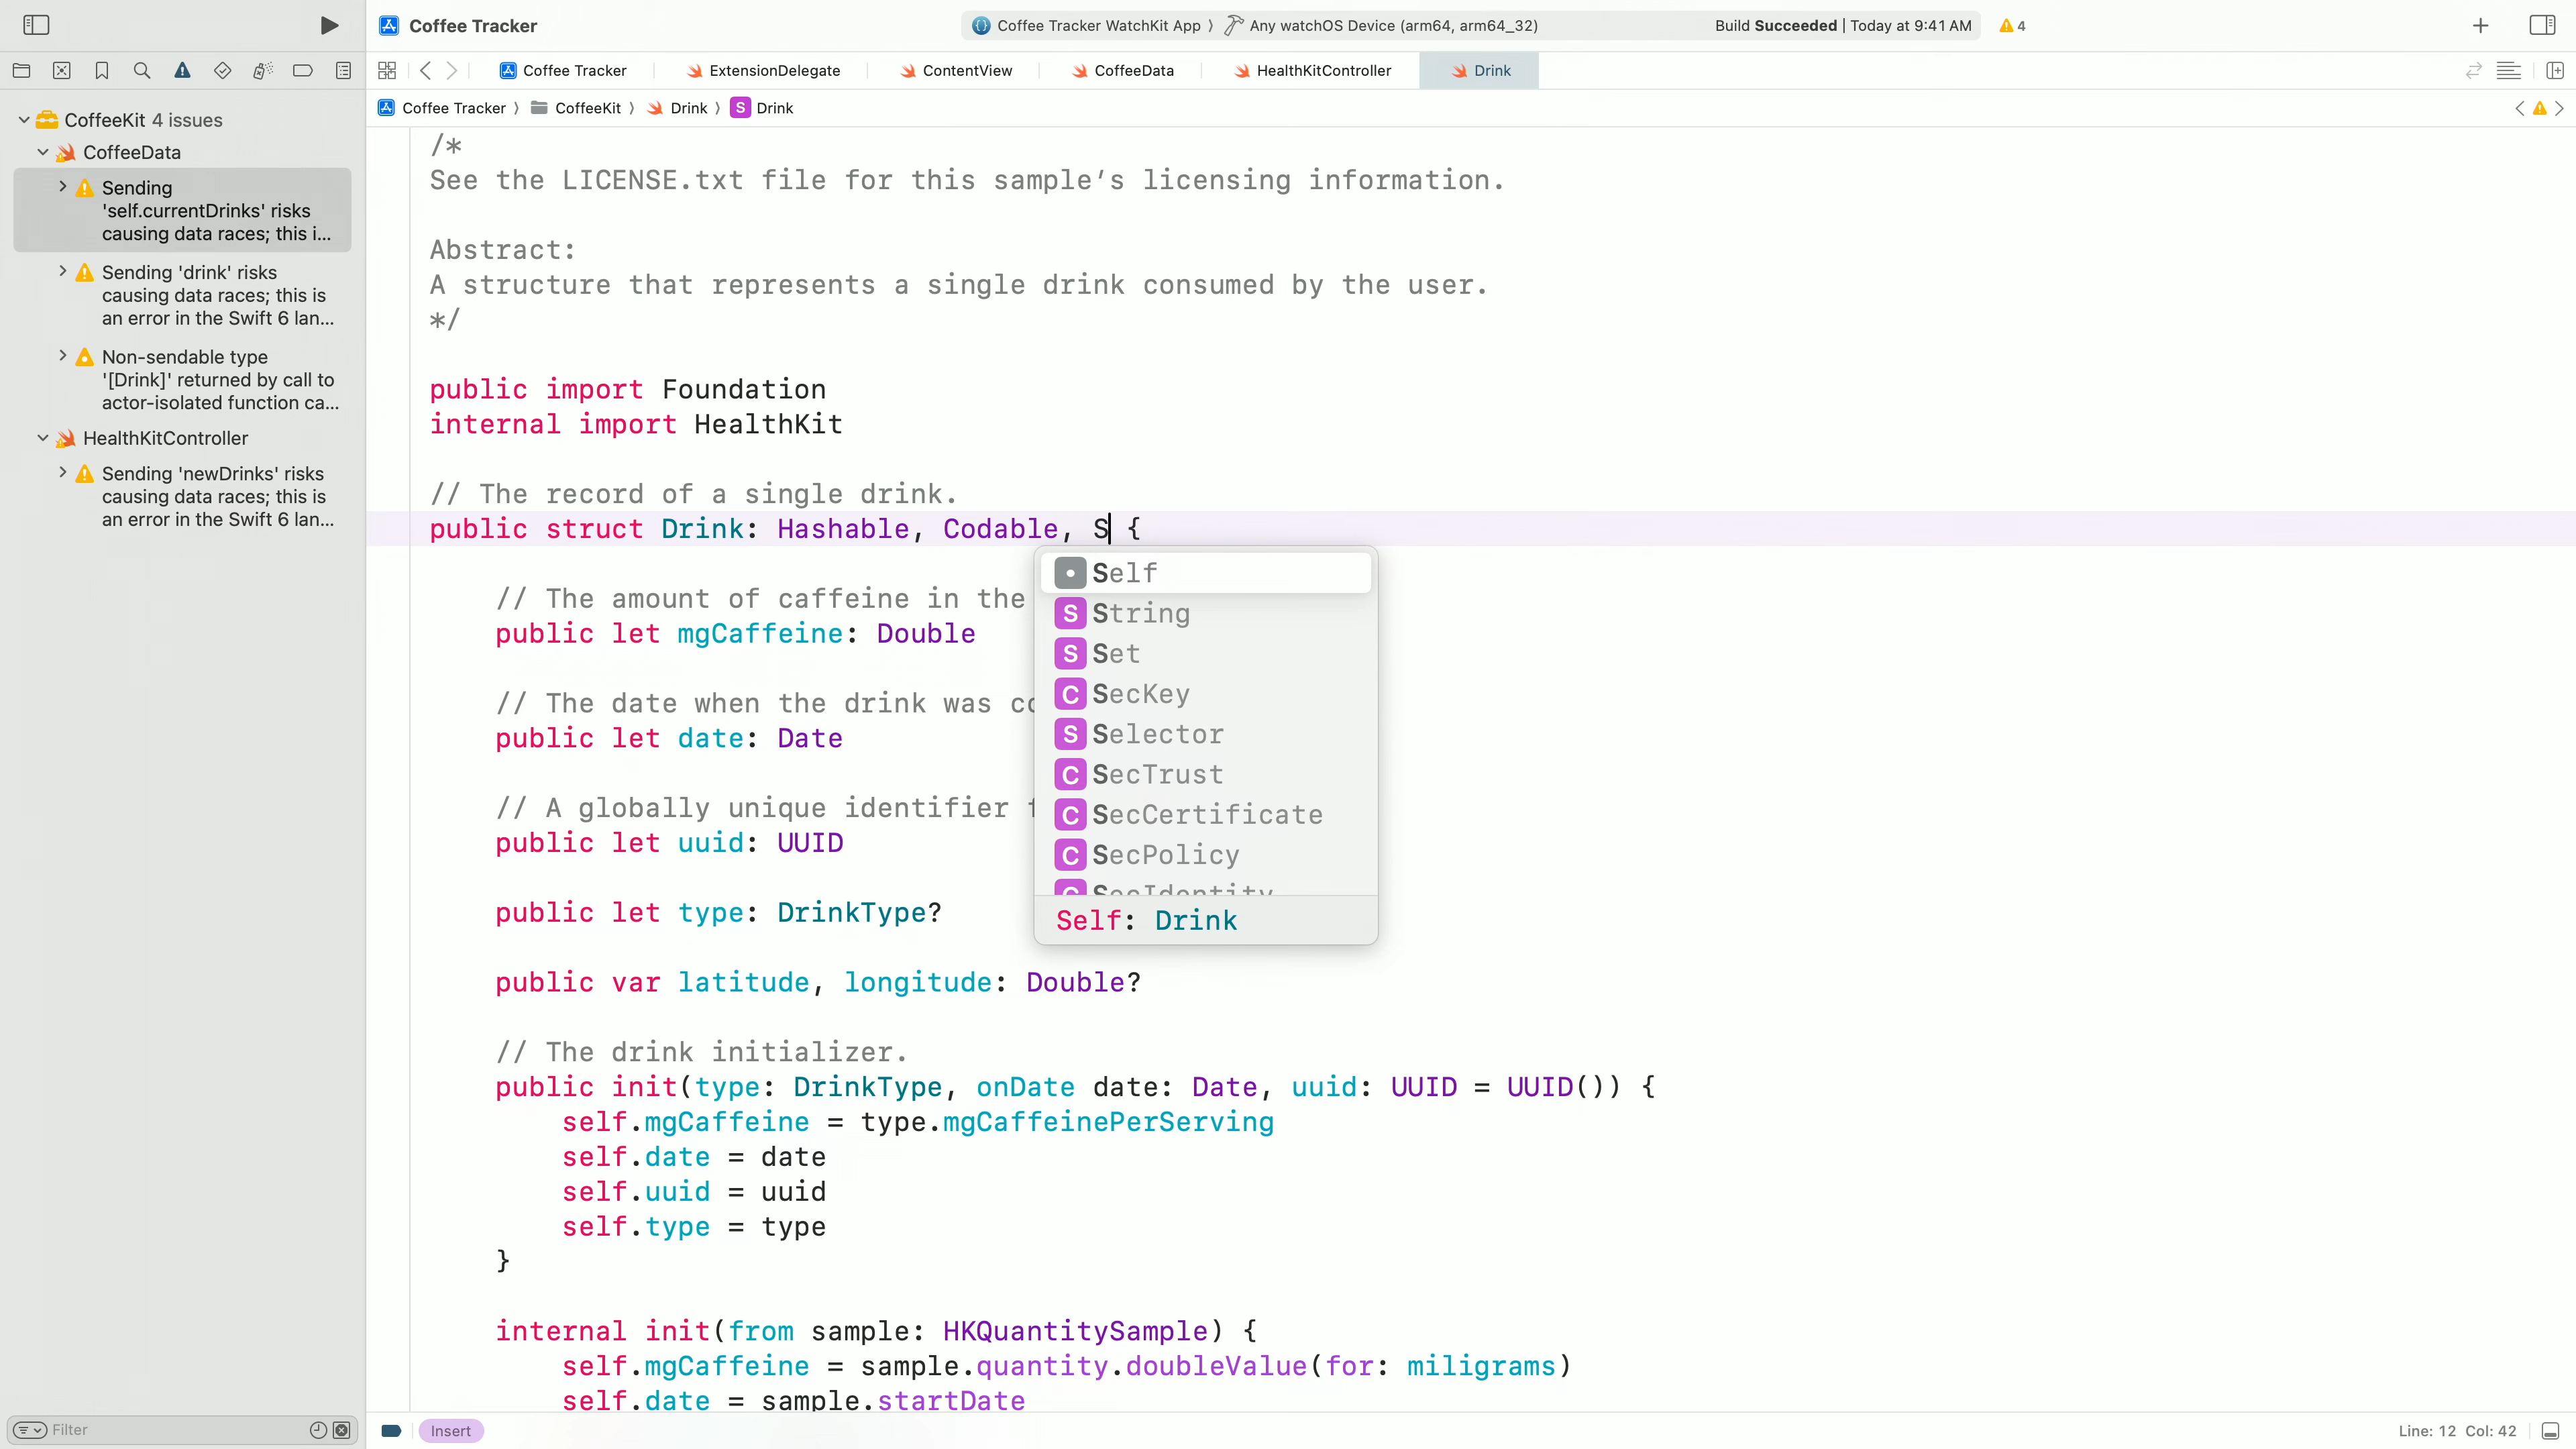 Coffee Tracker
Coffee Tracker WatchKit App 〉 Any watchOS Device (arm64, arm64_32)
Build Succeeded | Today at 9:41 AM
4
Coffee Tracker
ExtensionDelegate
ContentView
CoffeeData
HealthKitController
Drink
Coffee Tracker 〉 CoffeeKit 〉 Drink 〉 S Drink
CoffeeKit 4 issues
CoffeeData
Sending
'self.currentDrinks' risks
causing data races; this i...
Sending 'drink' risks
causing data races; this is
an error in the Swift 6 lan...
Non-sendable type
'[Drink]' returned by call to
actor-isolated function ca...
HealthKitController
Sending 'newDrinks' risks
causing data races; this is
an error in the Swift 6 lan...
Filter
/*
See the LICENSE.txt file for this sample’s licensing information.
Abstract:
A structure that represents a single drink consumed by the user.
*/
public import Foundation
internal import HealthKit
// The record of a single drink.
public struct Drink: Hashable, Codable, S {
// The amount of caffeine in the
public let mgCaffeine: Double
// The date when the drink was co
public let date: Date
// A globally unique identifier f
public let uuid: UUID
public let type: DrinkType?
public var latitude, longitude: Double?
// The drink initializer.
public init(type: DrinkType, onDate date: Date, uuid: UUID = UUID()) {
self.mgCaffeine = type.mgCaffeinePerServing
self.date = date
self.uuid = uuid
self.type = type
}
internal init(from sample: HKQuantitySample) {
self.mgCaffeine = sample.quantity.doubleValue(for: miligrams)
self.date = sample.startDate
Self
S String
S Set
C SecKey
S Selector
C SecTrust
C SecCertificate
C SecPolicy
C SecIdentity
Self: Drink
Insert
Line: 12 Col: 42